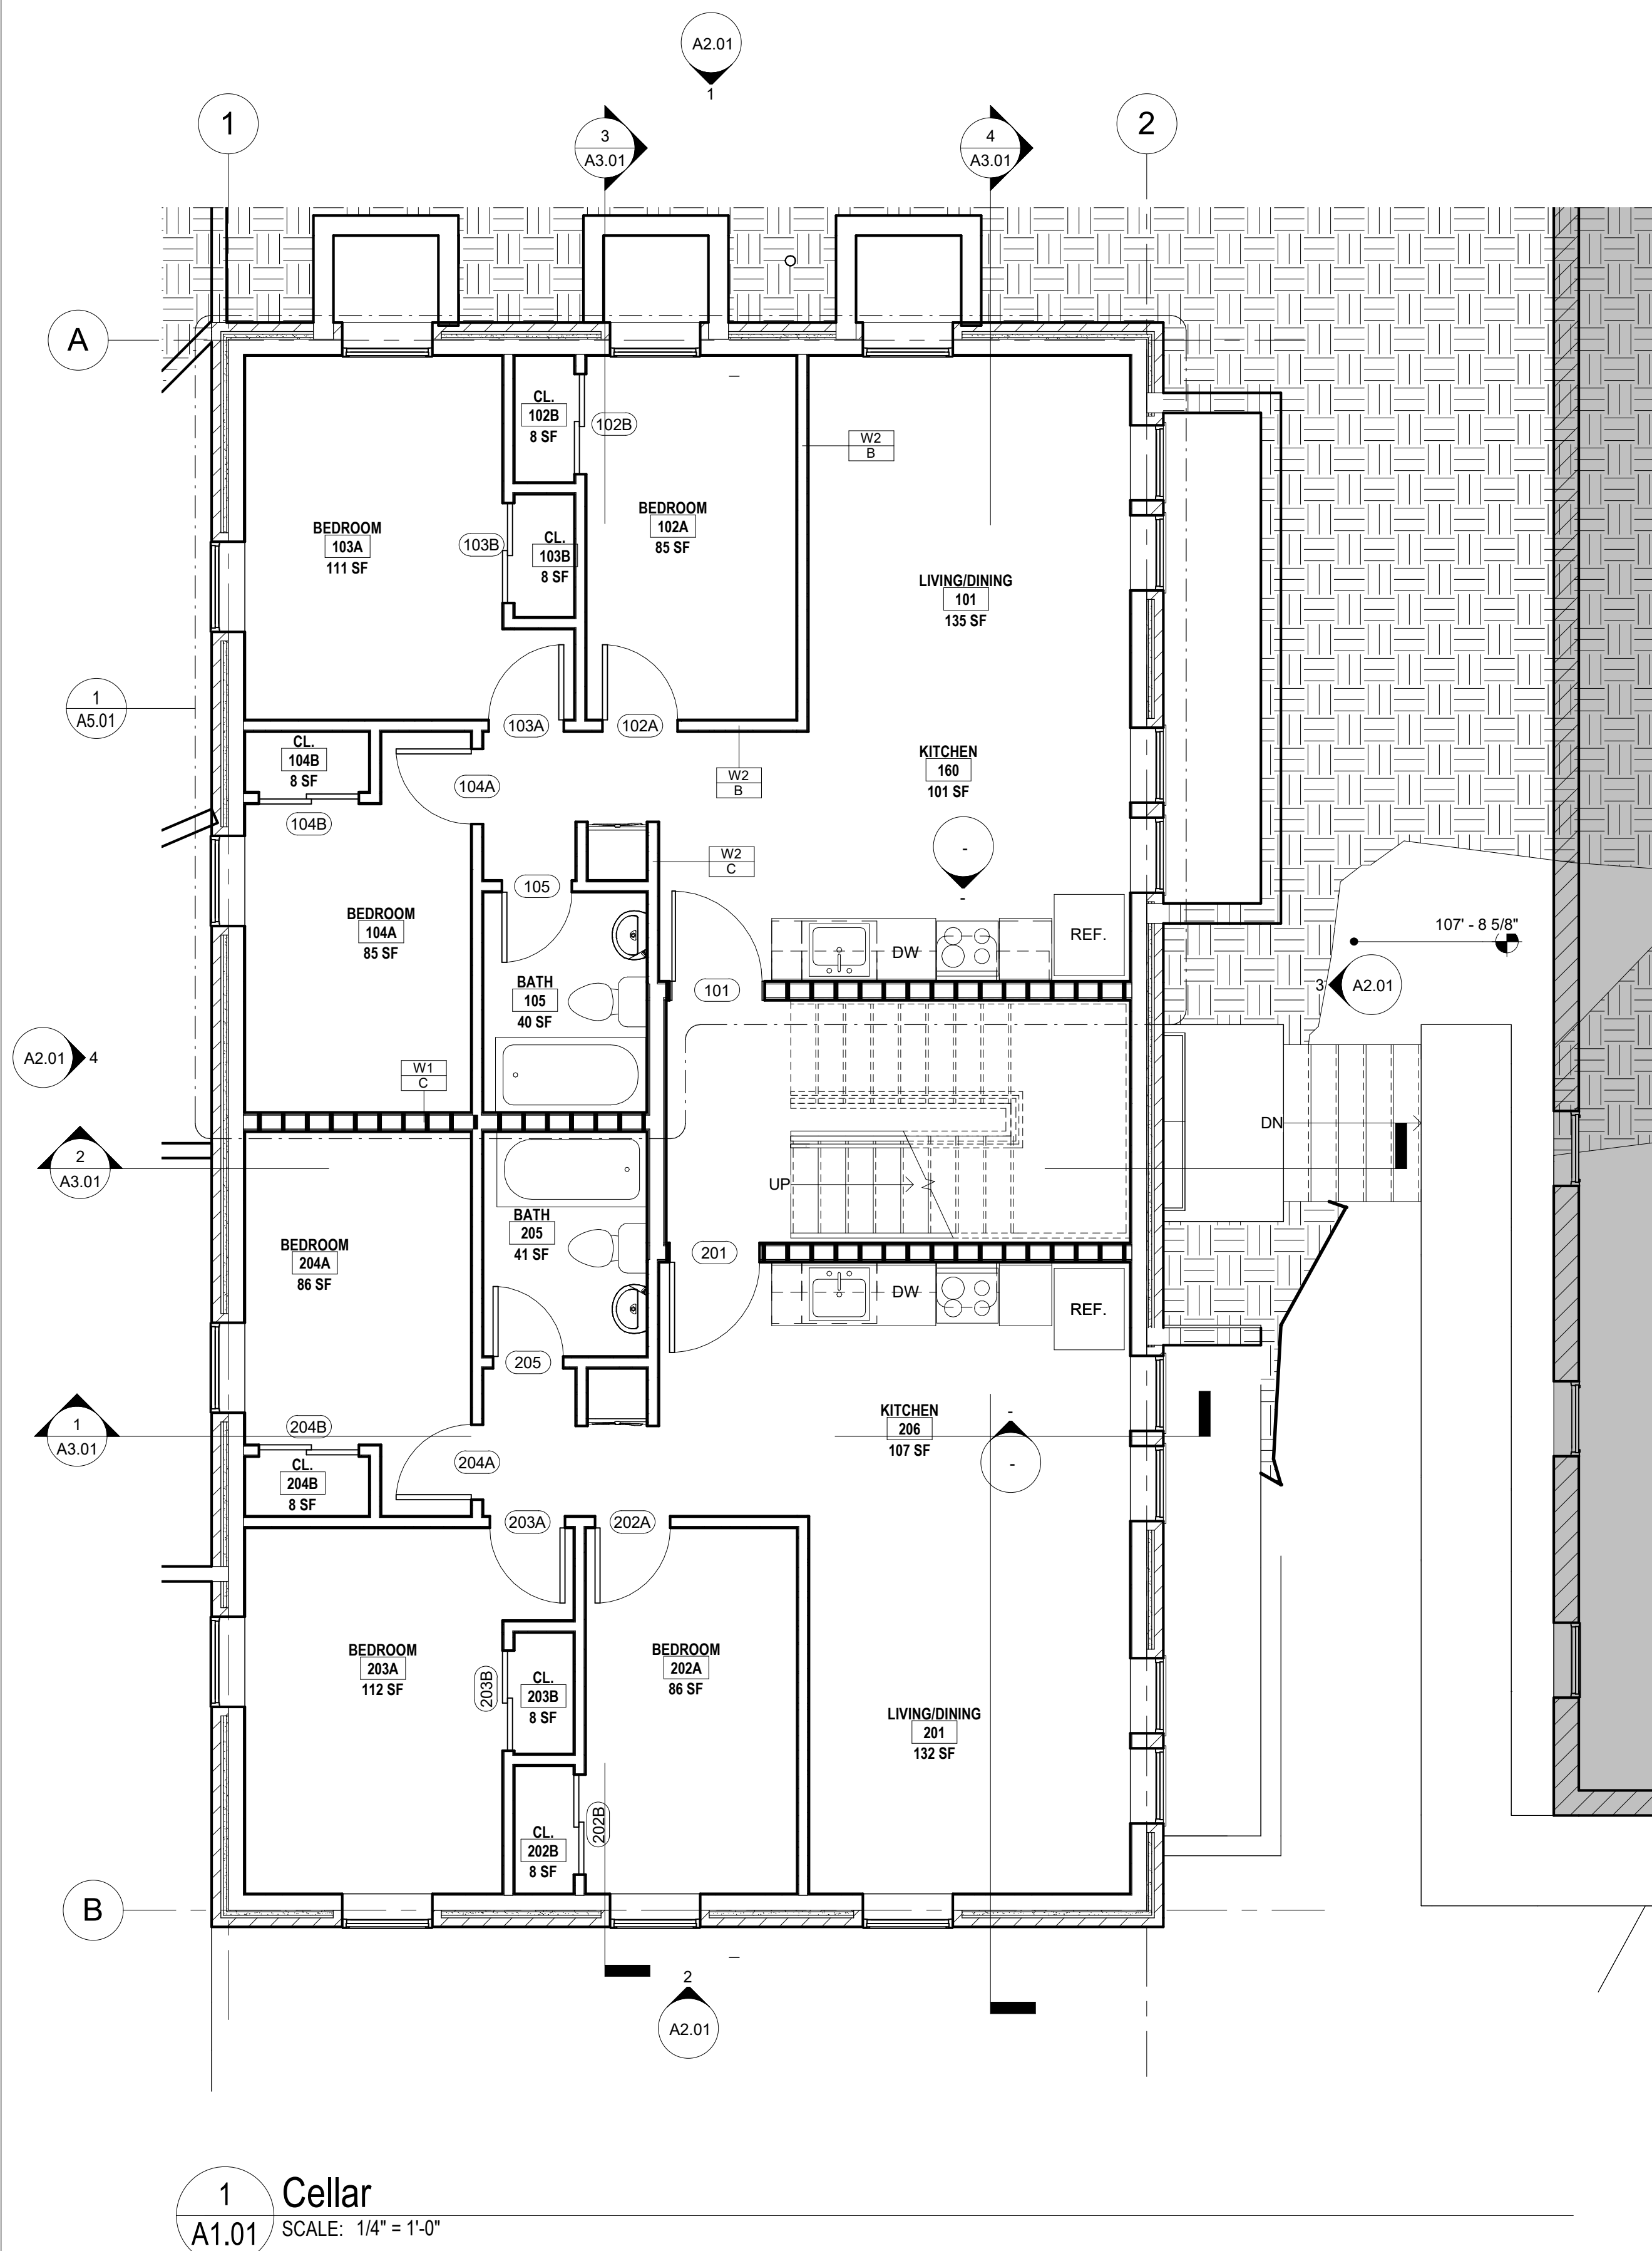 A2.01
1
1
3
A3.01
4
A3.01
2
A
CL.
102B
8 SF
102B
W2
B
BEDROOM
102A
85 SF
BEDROOM
103A
111 SF
103B
CL.
103B
8 SF
LIVING/DINING
101
135 SF
1
A5.01
103A
102A
CL.
104B
8 SF
104A
104B
W2
B
KITCHEN
160
101 SF
W2
C
-
-
105
BEDROOM
104A
85 SF
DW
REF.
107' - 8 5/8"
BATH
105
40 SF
101
3
A2.01
A2.01
4
W1
C
DN
2
A3.01
UP
BATH
205
41 SF
BEDROOM
204A
86 SF
201
DW
REF.
205
1
A3.01
204B
KITCHEN
206
107 SF
-
-
CL.
204B
8 SF
204A
203A
202A
BEDROOM
203A
112 SF
203B
CL.
203B
8 SF
BEDROOM
202A
86 SF
LIVING/DINING
201
132 SF
CL.
202B
8 SF
202B
B
2
A2.01
1
A1.01
Cellar
SCALE: 1/4" = 1'-0"